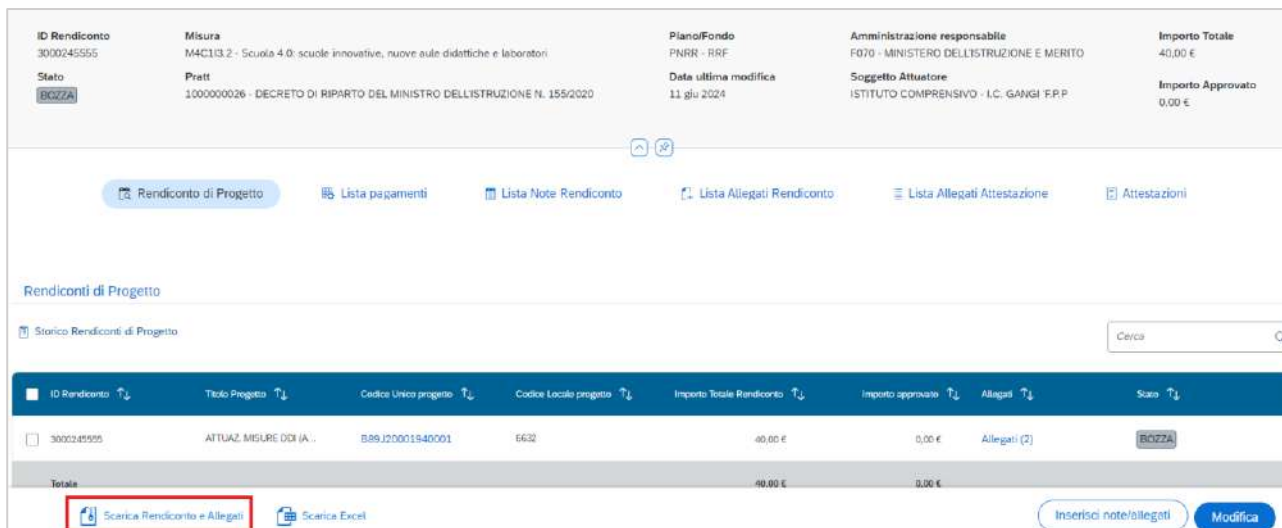 ID Rendiconto Misura Piano/Fondo Amministrazione responsabile Importo Totale
3000245555 M4C1I3.2 - Scuola 4.0: scuole innovative, nuove aule didattiche e laboratori PNRR - RRF F070 - MINISTERO DELL'ISTRUZIONE E MERITO 40,00 €
Stato Pratt Data ultima modifica Soggetto Attuatore Importo Approvato
BOZZA 1000000026 - DECRETO DI RIPARTO DEL MINISTRO DELL'ISTRUZIONE N. 155/2020 11 giu 2024 ISTITUTO COMPRENSIVO - I.C. GANGI 'F.P.P 0,00 €
Rendiconto di Progetto Lista pagamenti Lista Note Rendiconto Lista Allegati Rendiconto Lista Allegati Attestazione Attestazioni
Rendiconti di Progetto
Storico Rendiconti di Progetto Cerca
ID Rendiconto Titolo Progetto Codice Unico progetto Codice Locale progetto Importo Totale Rendiconto Importo approvato Allegati Stato
3000245555 ATTUAZ. MISURE DDI (A... B89J20001940001 E632 40,00 € 0,00 € Allegati (2) BOZZA
Totale 40,00 € 0,00 €
Scarica Rendiconto e Allegati Scarica Excel Inserisci note/allegati Modifica